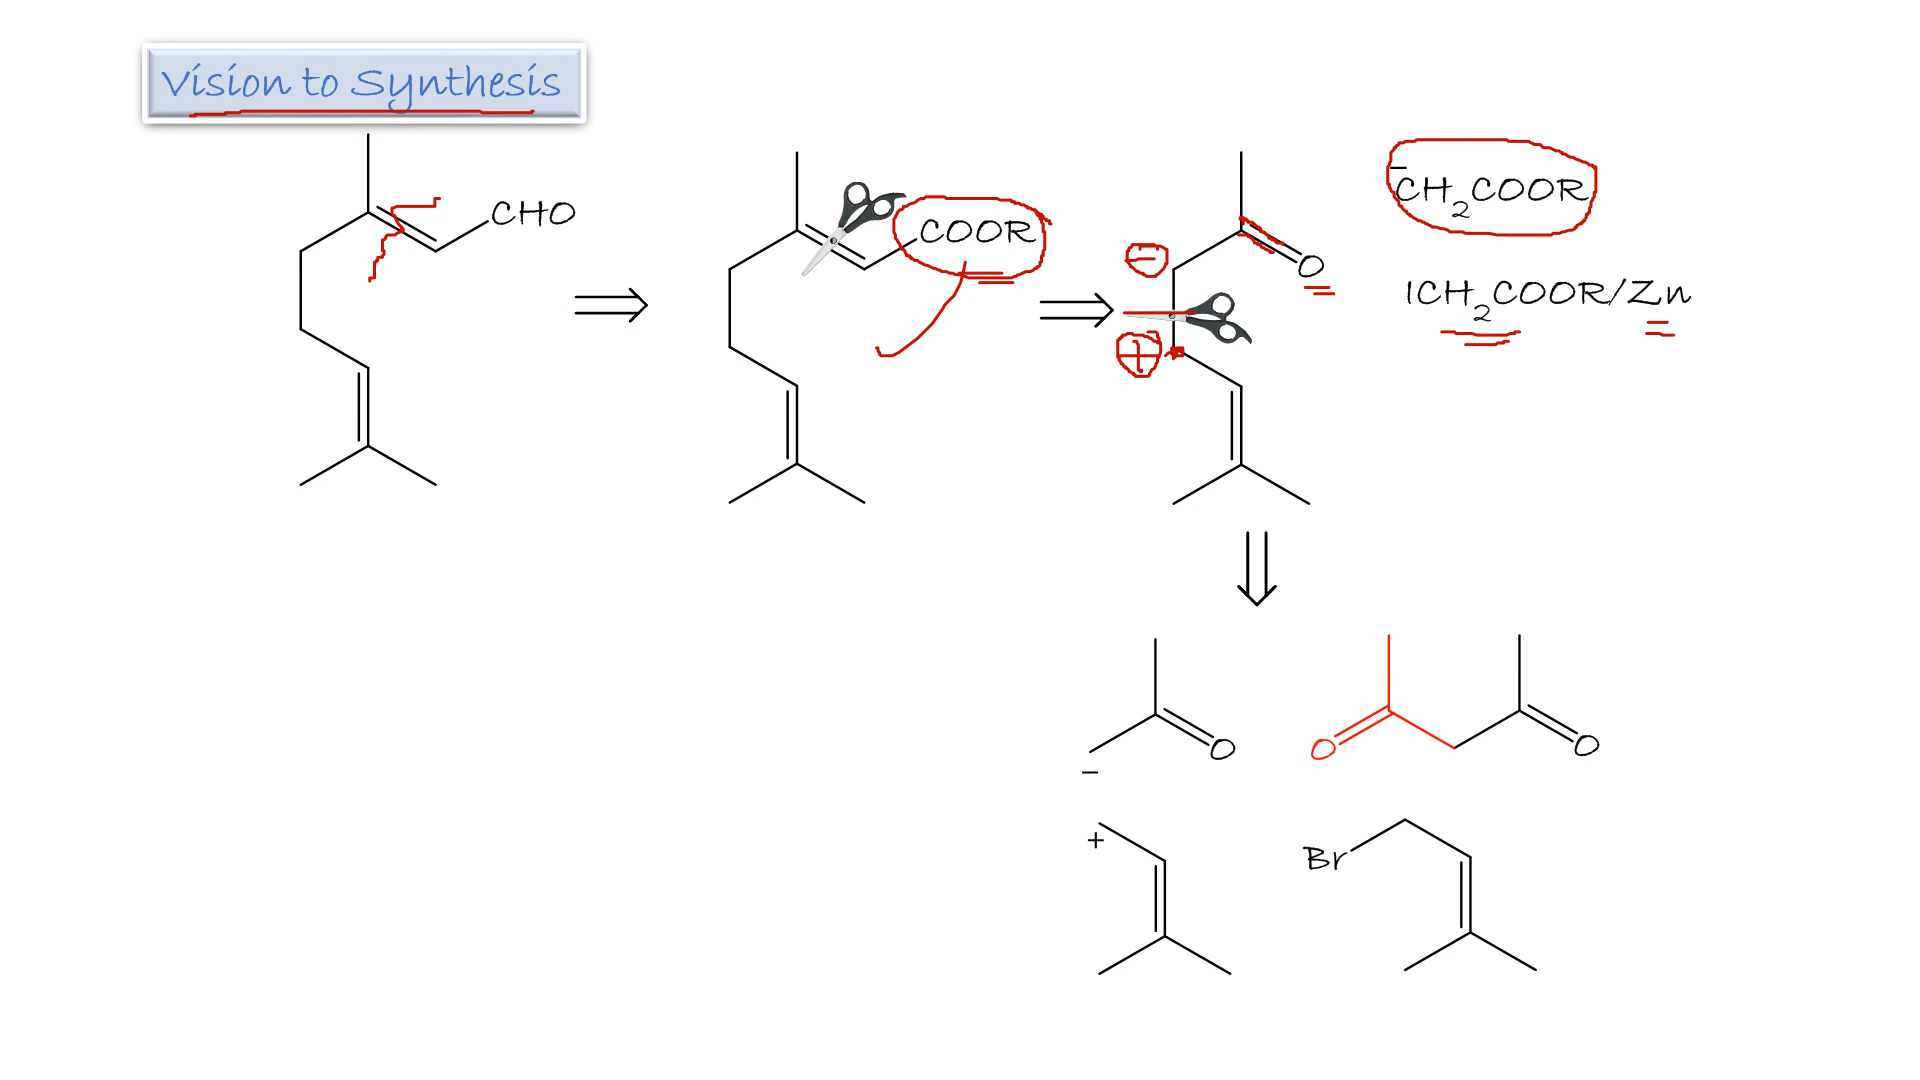 Vision to Synthesis
CHO
COOR
O
−
+
−
CH2COOR
ICH2COOR/Zn
O
−
O
O
+
Br